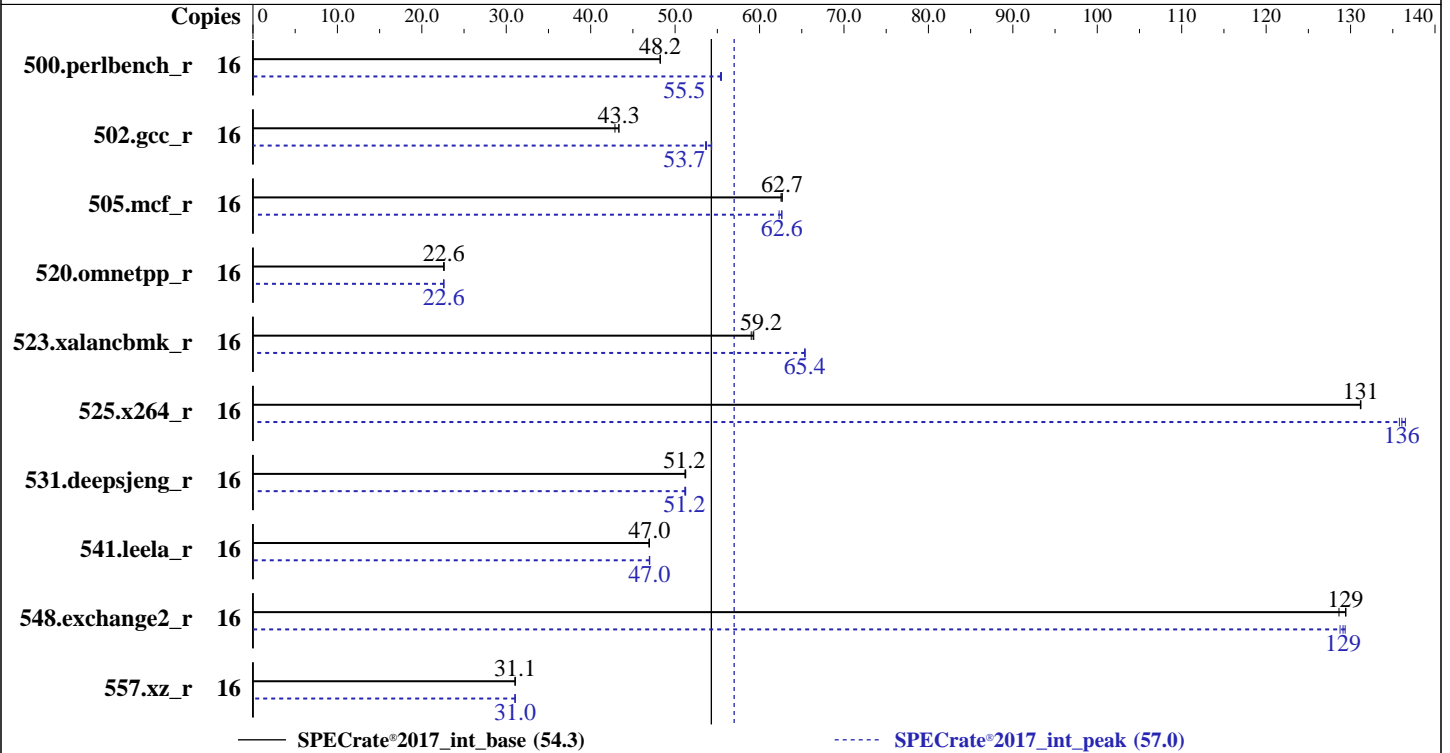 Copies 0 10.0 20.0 30.0 40.0 50.0 60.0 70.0 80.0 90.0 100 110 120 130 140
48.2
500.perlbench_r 16
55.5
43.3
502.gcc_r 16
53.7
62.7
505.mcf_r 16
62.6
22.6
520.omnetpp_r 16
22.6
59.2
523.xalancbmk_r 16
65.4
131
525.x264_r 16
136
51.2
531.deepsjeng_r 16
51.2
47.0
541.leela_r 16
47.0
129
548.exchange2_r 16
129
31.1
557.xz_r 16
31.0
SPECrate®2017_int_base (54.3) SPECrate®2017_int_peak (57.0)